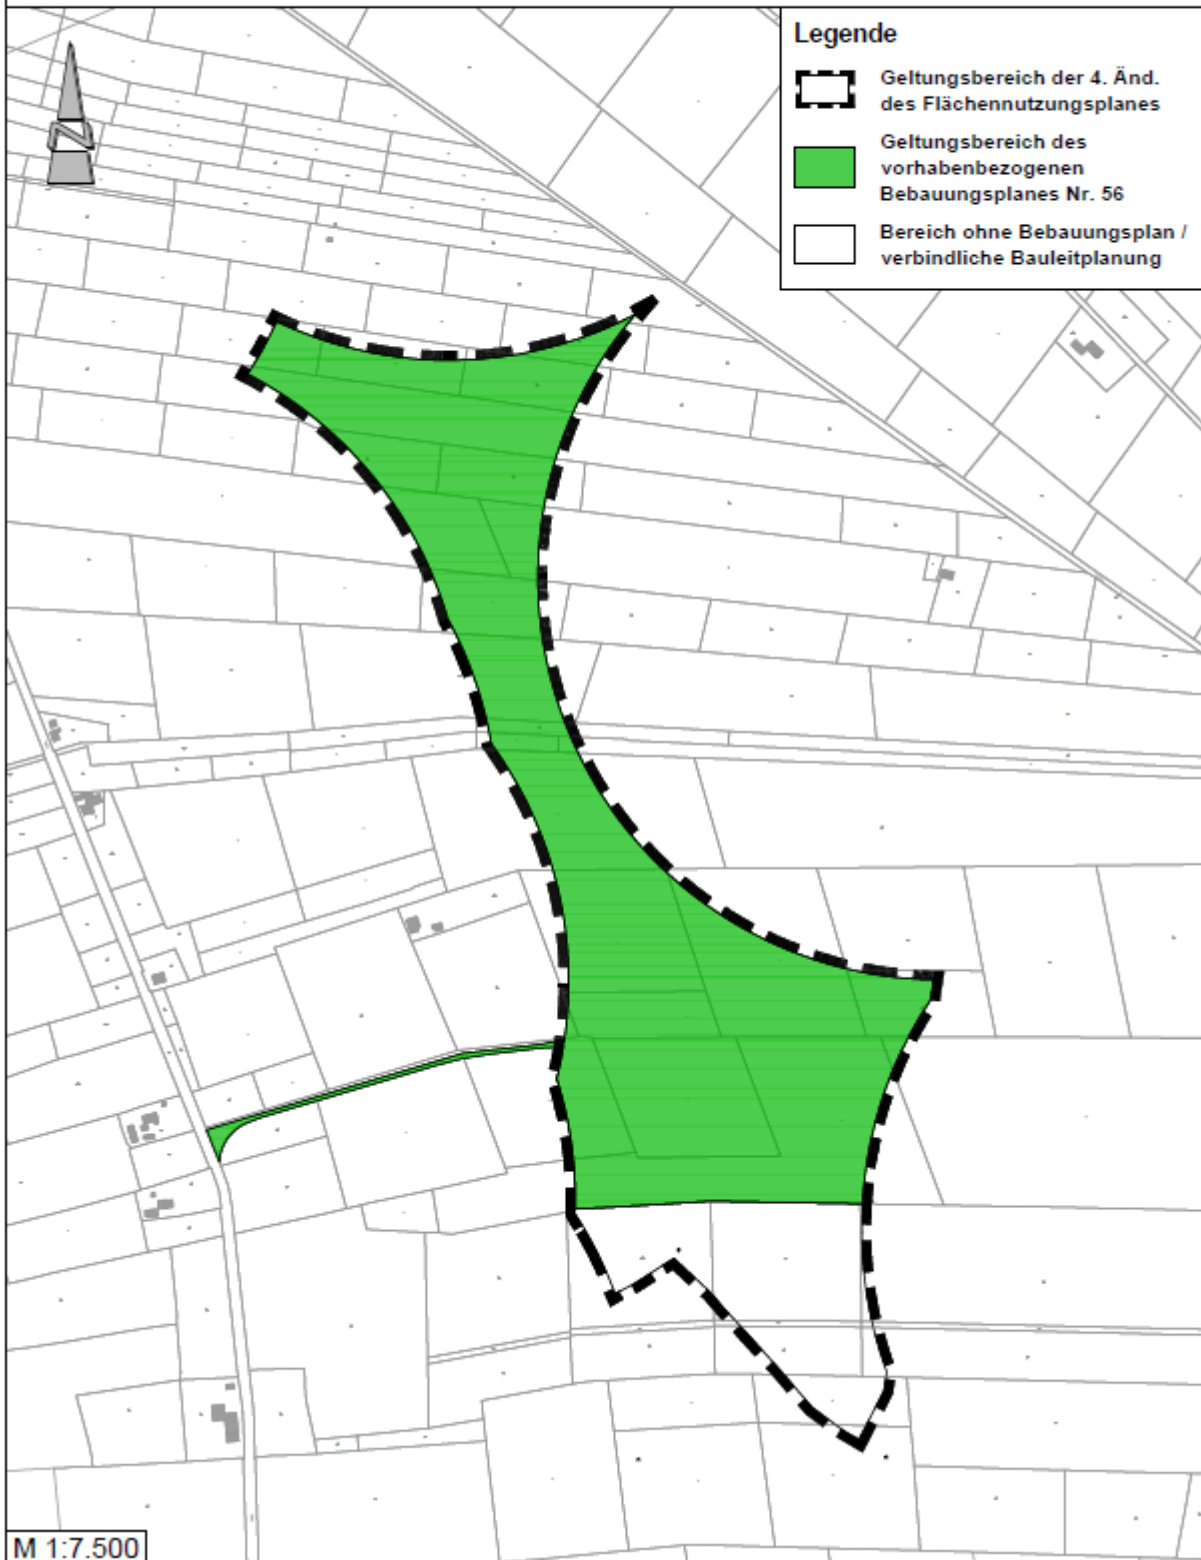 Legende
Geltungsbereich der 4. Änd.
des Flächennutzungsplanes
Geltungsbereich des
vorhabenbezogenen
Bebauungsplanes Nr. 56
Bereich ohne Bebauungsplan /
verbindliche Bauleitplanung
N
M 1:7.500